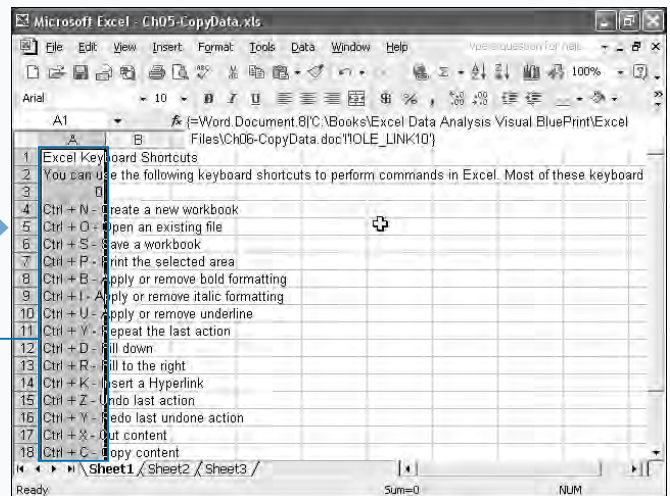 Microsoft Excel - Ch05-CopyData.xls
File Edit View Insert Format Tools Data Window Help Type a question for help
100%
Arial 10 B I U % ,
A1 fx {=Word.Document.8|'C:\Books\Excel Data Analysis Visual BluePrint\Excel
Files\Ch06-CopyData.doc'!'!OLE_LINK10'}
A B
1 Excel Keyboard Shortcuts
2 You can use the following keyboard shortcuts to perform commands in Excel. Most of these keyboard
3 0
4 Ctrl + N - Create a new workbook
5 Ctrl + O - Open an existing file
6 Ctrl + S - Save a workbook
7 Ctrl + P - Print the selected area
8 Ctrl + B - Apply or remove bold formatting
9 Ctrl + I - Apply or remove italic formatting
10 Ctrl + U - Apply or remove underline
11 Ctrl + Y - Repeat the last action
12 Ctrl + D - Fill down
13 Ctrl + R - Fill to the right
14 Ctrl + K - Insert a Hyperlink
15 Ctrl + Z - Undo last action
16 Ctrl + Y - Redo last undone action
17 Ctrl + X - Cut content
18 Ctrl + C - Copy content
Sheet1 Sheet2 Sheet3
Ready Sum=0 NUM